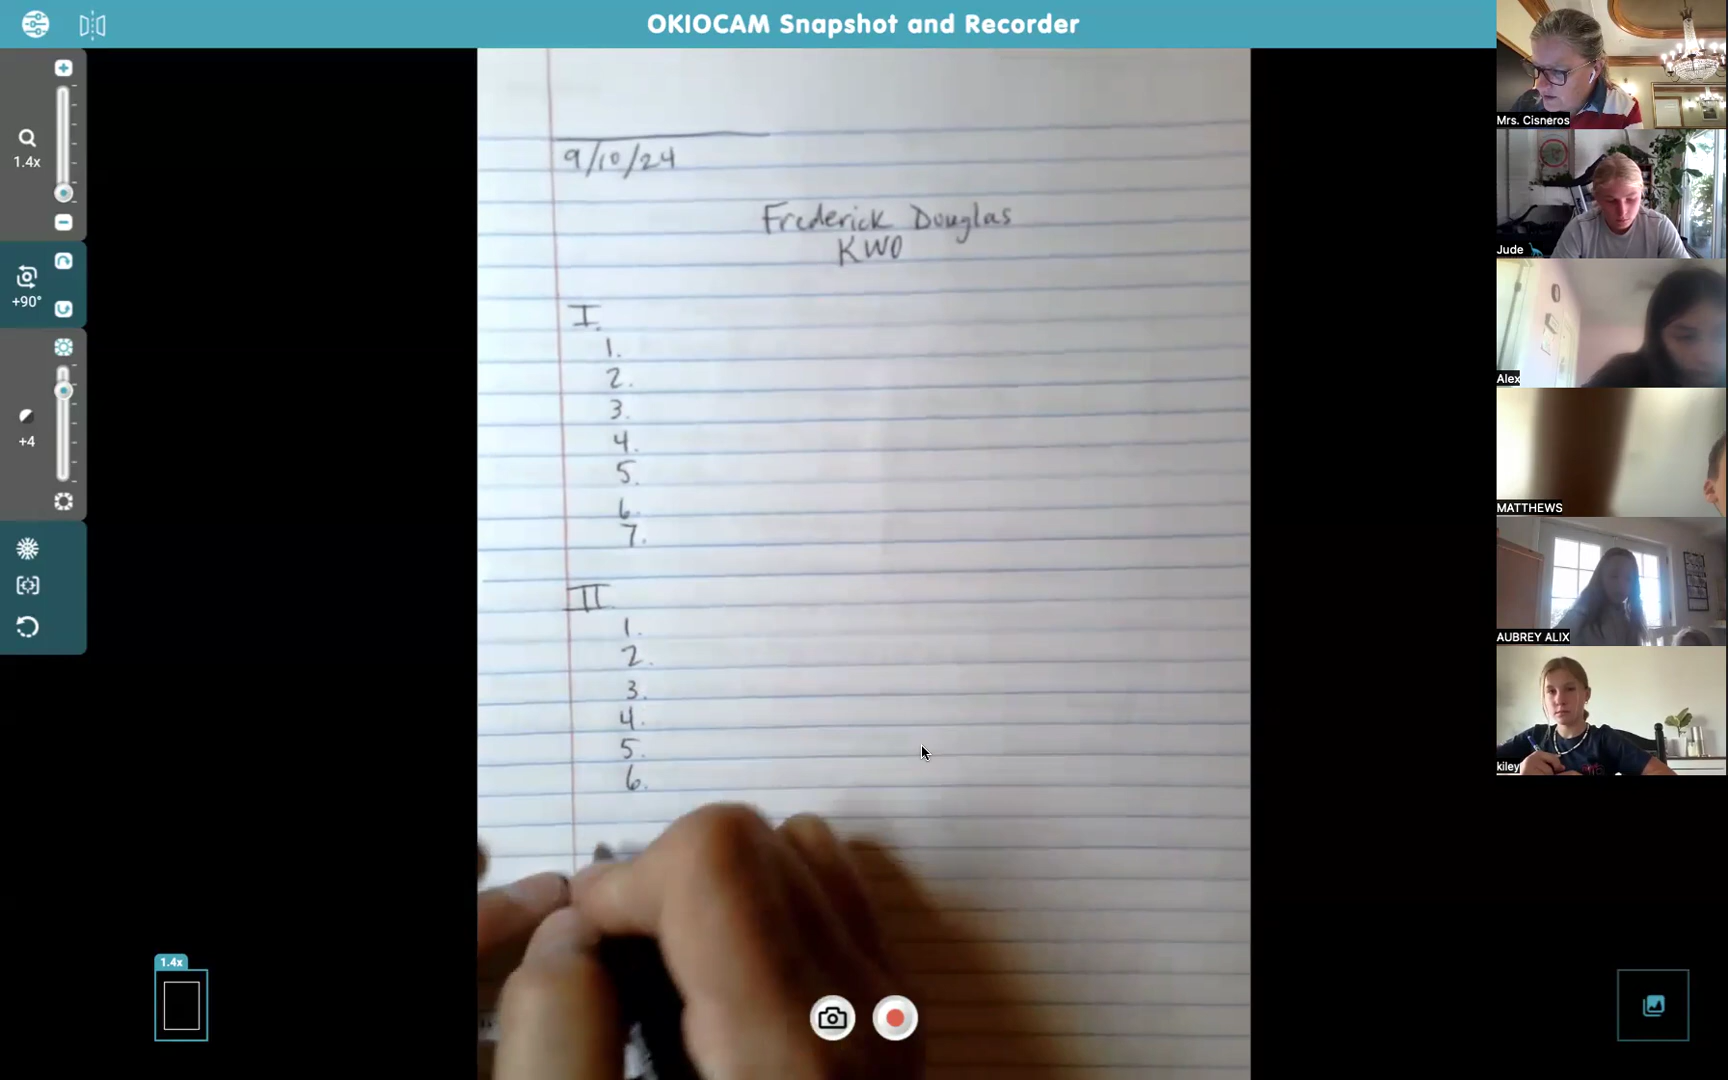 OKIOCAM Snapshot and Recorder
1.4x
+90°
+4
1.4x
9/10/24
Frederick Douglas
KWO
I.
1.
2.
3.
4.
5.
6.
7.
II.
1.
2.
3.
4.
5.
6.
Mrs. Cisneros
Jude
Alex
MATTHEWS
AUBREY ALIX
kiley